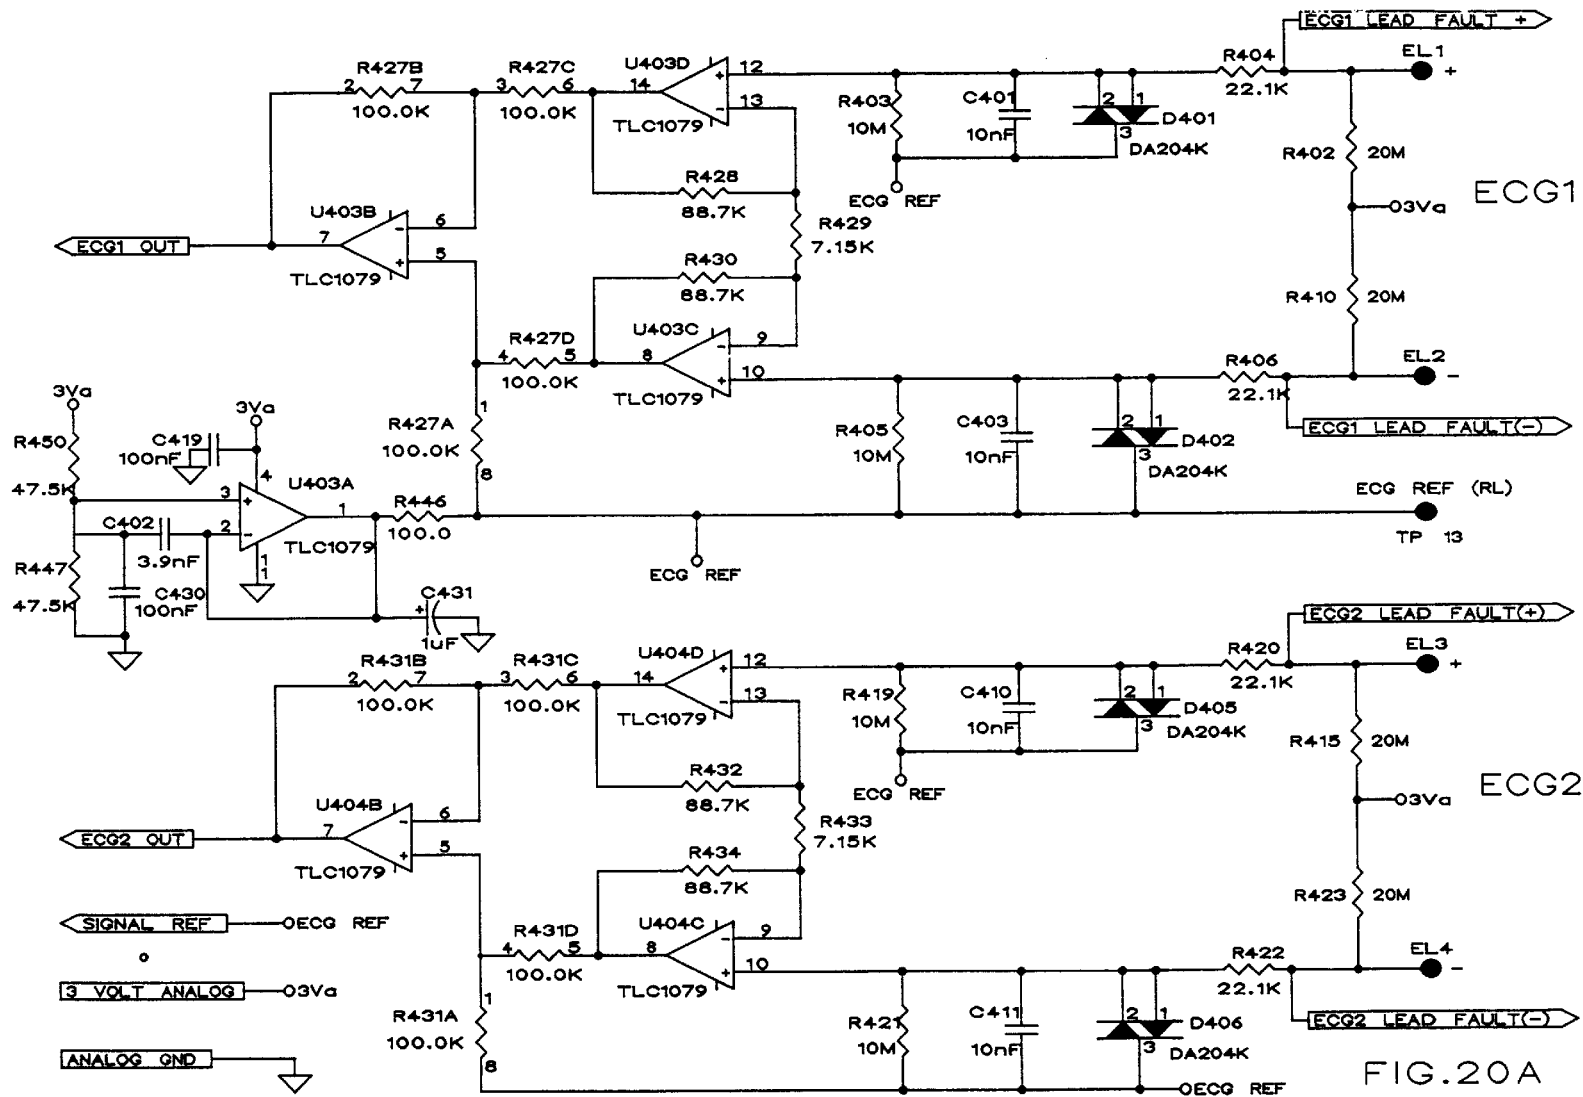 ECG1 LEAD FAULT +
EL1 +
R404
22.1K
R427B
2 7
100.0K
R427C
3 6
100.0K
U403D
14
TLC1079
+ 12
- 13
R403
10M
C401
10nF
2 1
3
D401
DA204K
R402 20M
ECG1
ECG REF
03Va
R428
88.7K
R429
7.15K
U403B
7
- 6
+ 5
TLC1079
ECG1 OUT
R430
88.7K
R410 20M
R427D
4 5
100.0K
U403C
8
- 9
+ 10
TLC1079
R406
22.1K
EL2 -
ECG1 LEAD FAULT(-)
R405
10M
C403
10nF
2 1
3
D402
DA204K
3Va
R450
47.5K
C419
100nF
3Va
4
R427A
100.0K
1
8
U403A
+ 3
- 2
1
TLC1079
1
R446
100.0
ECG REF (RL)
TP 13
C402
3.9nF
R447
47.5K
C430
100nF
C431
+
1uF
ECG REF
ECG2 LEAD FAULT(+)
EL3 +
R420
22.1K
R431B
2 7
100.0K
R431C
3 6
100.0K
U404D
14
TLC1079
+ 12
- 13
R419
10M
C410
10nF
2 1
3
D405
DA204K
R415 20M
ECG2
ECG REF
03Va
R432
88.7K
R433
7.15K
U404B
7
- 6
+ 5
TLC1079
ECG2 OUT
R434
88.7K
R423 20M
SIGNAL REF
OECG REF
R431D
4 5
100.0K
U404C
8
- 9
+ 10
TLC1079
R422
22.1K
EL4 -
ECG2 LEAD FAULT(-)
3 VOLT ANALOG
03Va
R431A
100.0K
1
8
R421
10M
C411
10nF
2 1
3
D406
DA204K
ANALOG GND
OECG REF
FIG.20A